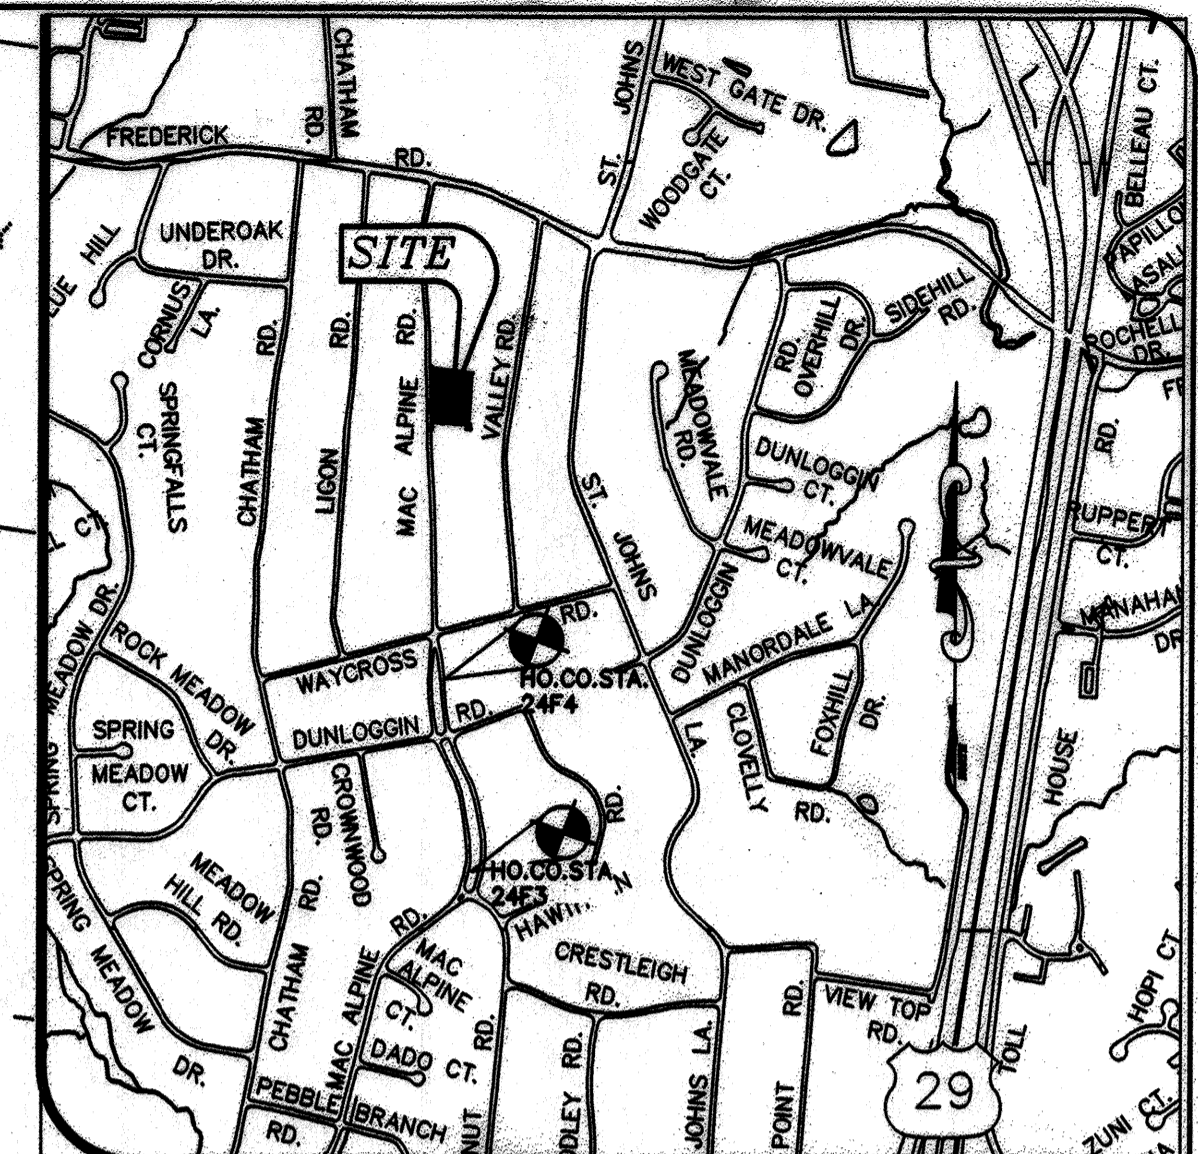 CHATHAM
RD.
JOHNS
ST.
WEST GATE DR.
WOODGATE
CT.
BELLEAU CT.
FREDERICK
RD.
HILL
UNDEROAK
DR.
SITE
CORNUS
LA.
RD.
RD.
RD.
VALLEY RD.
SIDEHILL
RD.
OVERHILL
DR.
RD.
DR.
SPRINGFALLS
CT.
CHATHAM
LIGON
MAC ALPINE
MEADOWVALE
RD.
DUNLOGGIN
CT.
RD.
ST. JOHNS
MEADOWVALE
CT.
RUPPERT
CT.
CT.
MEADOW DR.
ROCK MEADOW
DR.
RD.
DUNLOGGIN
MANORDALE LA.
DR.
WAYCROSS
HO.CO.STA.
24F4
DUNLOGGIN
RD.
SPRING
MEADOW
CT.
SPRING
LA.
CLOVELLY
RD.
FOXHILL
DR.
HOUSE
CROWNWOOD
RD.
RD.
RD.
HO.CO.STA.
24F3
MEADOW
HILL RD.
RD.
SPRING MEADOW
DR.
CHATHAM
MAC ALPINE
MAC
ALPINE
CT.
DADO CT.
RD.
CRESTLEIGH
RD.
RD.
RD.
VIEW TOP
RD.
TOLL
HOPI CT.
29
PEBBLE
BRANCH
RD.
JOHNS LA.
POINT
ZUNI CT.